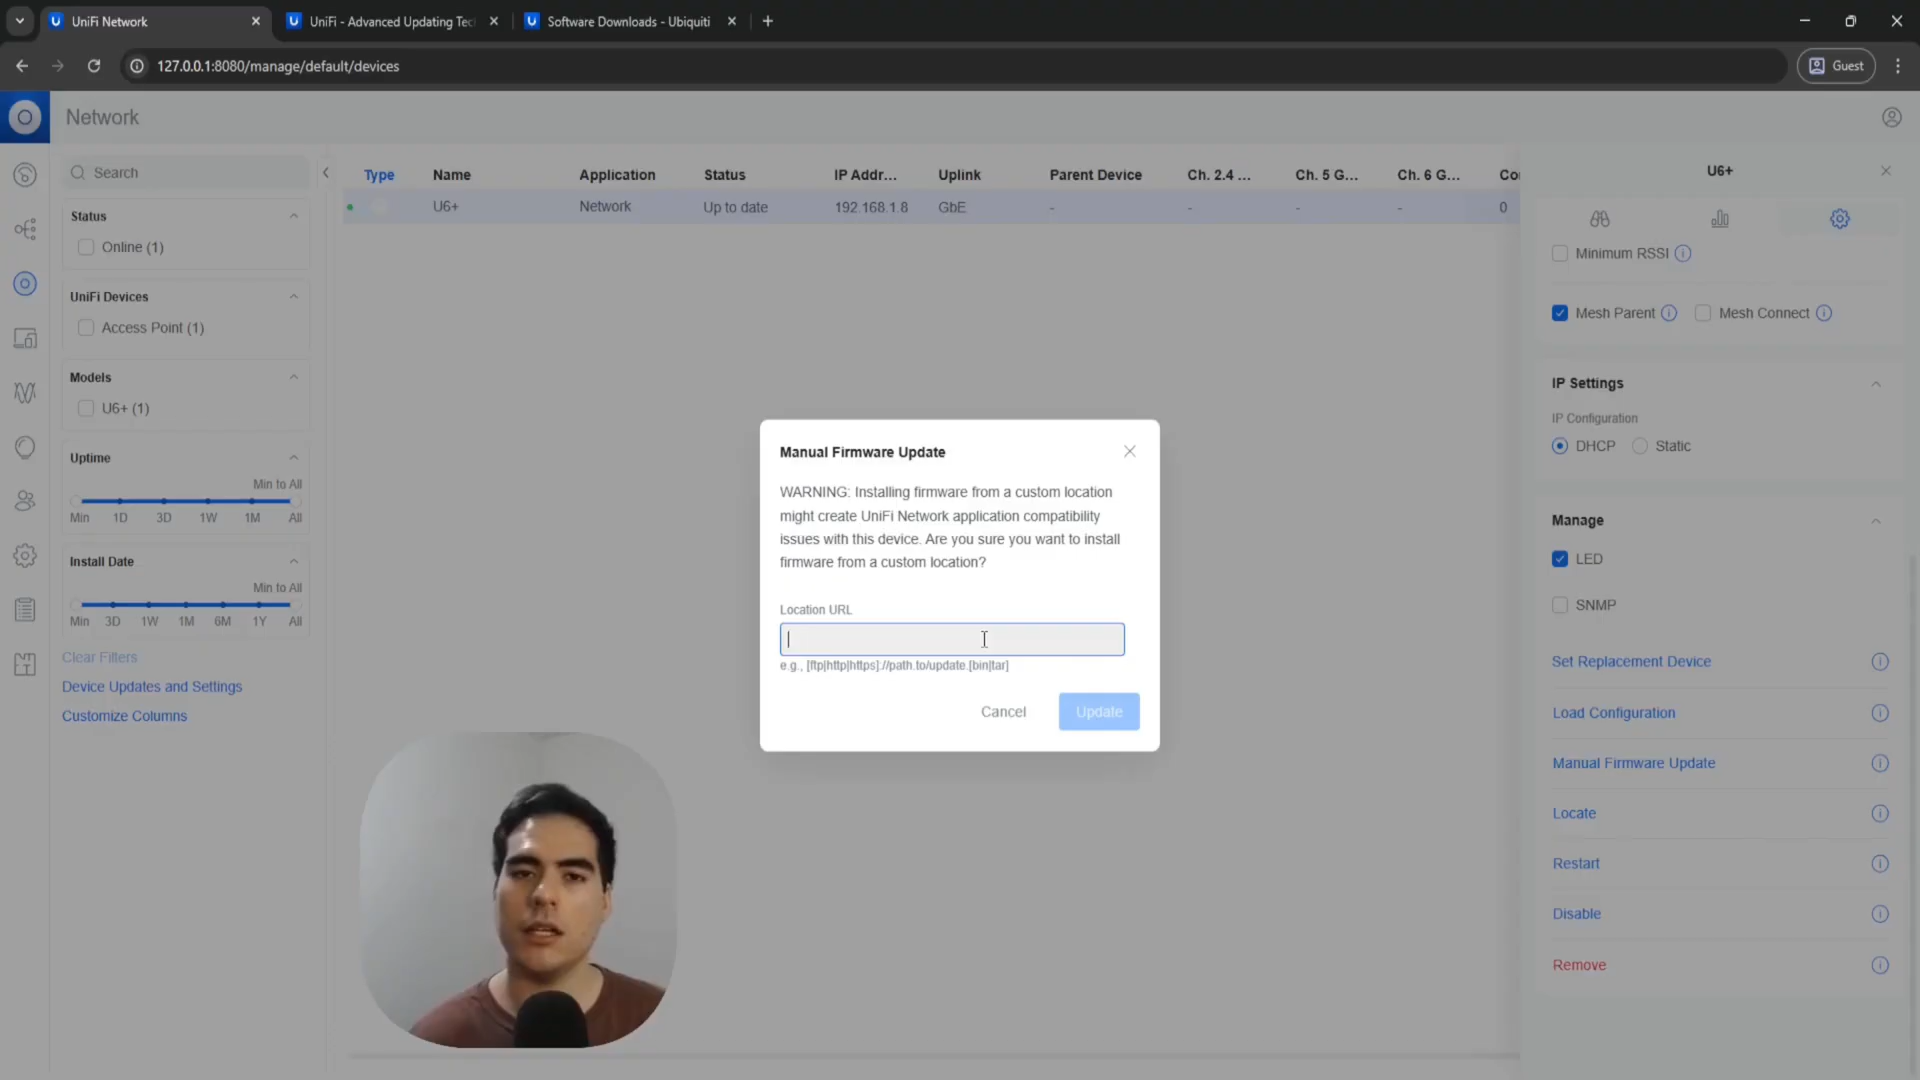 UniFi Network
UniFi - Advanced Updating Tec
Software Downloads - Ubiquiti
127.0.0.1:8080/manage/default/devices
Guest
Network
Search
Status
Online (1)
UniFi Devices
Access Point (1)
Models
U6+ (1)
Uptime
Min to All
Min 1D 3D 1W 1M All
Install Date
Min to All
Min 3D 1W 1M 6M 1Y All
Clear Filters
Device Updates and Settings
Customize Columns
Type Name Application Status IP Addr... Uplink Parent Device Ch. 2.4 ... Ch. 5 G... Ch. 6 G... Co
U6+ Network Up to date 192.168.1.8 GbE - - - - 0
Manual Firmware Update
WARNING: Installing firmware from a custom location
might create UniFi Network application compatibility
issues with this device. Are you sure you want to install
firmware from a custom location?
Location URL
e.g., [ftp|http|https]://path.to/update.[bin|tar]
Cancel
Update
U6+
Minimum RSSI
Mesh Parent
Mesh Connect
IP Settings
IP Configuration
DHCP
Static
Manage
LED
SNMP
Set Replacement Device
Load Configuration
Manual Firmware Update
Locate
Restart
Disable
Remove